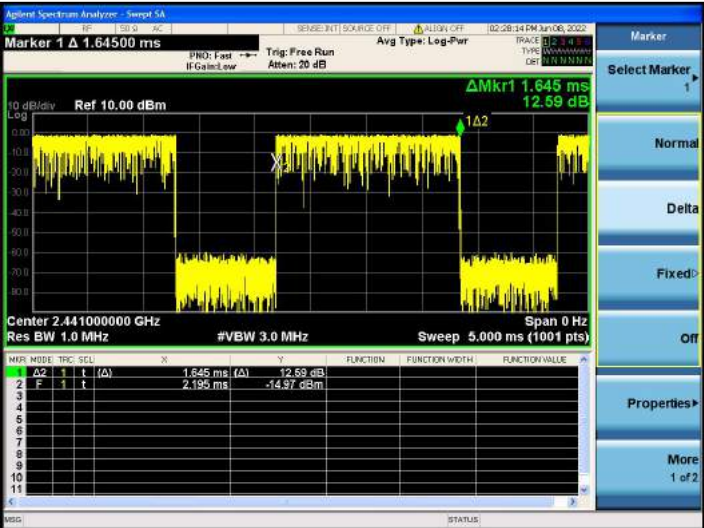 Agilent Spectrum Analyzer - Swept SA
RF 50 Ω AC SENSE:INT SOURCE OFF ALIGN OFF 02:28:14 PM Jun 08, 2022
Marker 1 Δ 1.64500 ms
PNO: Fast
IFGain:Low
Trig: Free Run
Atten: 20 dB
Avg Type: Log-Pwr
TRACE 1 2 3 4 5 6
TYPE
DET N N N N N N
ΔMkr1 1.645 ms
12.59 dB
10 dB/div Ref 10.00 dBm
Log
1Δ2
0.00
-10.0
-20.0
-30.0
-40.0
-50.0
-60.0
-70.0
-80.0
Center 2.441000000 GHz Span 0 Hz
Res BW 1.0 MHz #VBW 3.0 MHz Sweep 5.000 ms (1001 pts)
MKR MODE TRC SCL X Y FUNCTION FUNCTION WIDTH FUNCTION VALUE
1 Δ2 1 t (Δ) 1.645 ms (Δ) 12.59 dB
2 F 1 t 2.195 ms -14.97 dBm
3
4
5
6
7
8
9
10
11
MSG STATUS
Marker
Select Marker
1
Normal
Delta
Fixed
Off
Properties
More
1 of 2